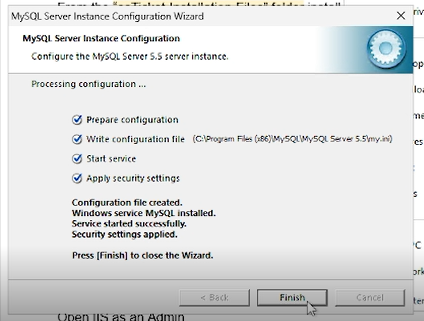 From the "osTicket-Installation-Files" folder install
MySQL Server Instance Configuration Wizard
MySQL Server Instance Configuration
Configure the MySQL Server 5.5 server instance.
Processing configuration ...
Prepare configuration
Write configuration file (C:\Program Files (x86)\MySQL\MySQL Server 5.5\my.ini)
Start service
Apply security settings
Configuration file created.
Windows service MySQL installed.
Service started successfully.
Security settings applied.
Press [Finish] to close the Wizard.
< Back Finish Cancel
Open IIS as an Admin